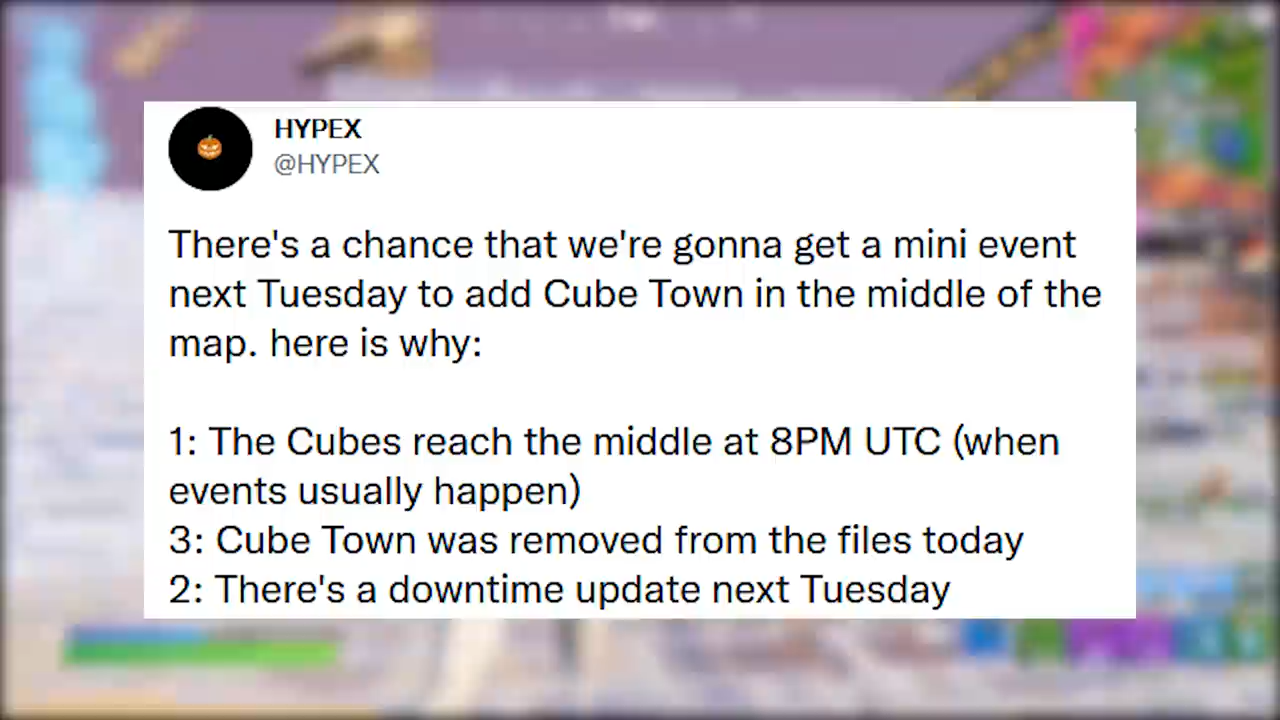 HYPEX
@HYPEX
There's a chance that we're gonna get a mini event
next Tuesday to add Cube Town in the middle of the
map. here is why:
1: The Cubes reach the middle at 8PM UTC (when
events usually happen)
3: Cube Town was removed from the files today
2: There's a downtime update next Tuesday